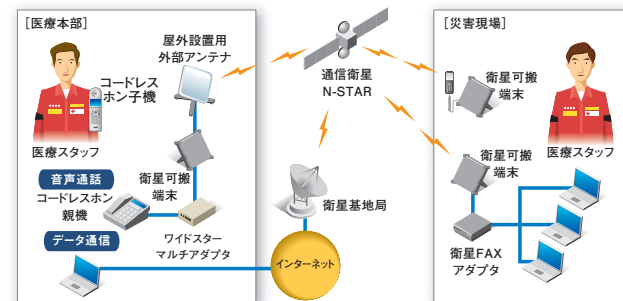 [医療本部]
屋外設置用
外部アンテナ
コードレス
ホン子機
医療スタッフ
衛星可搬
端末
音声通話
コードレスホン
親機
データ通信
ワイドスター
マルチアダプタ
通信衛星
N-STAR
衛星基地局
インターネット
[災害現場]
衛星可搬
端末
医療スタッフ
衛星可搬
端末
衛星FAX
アダプタ